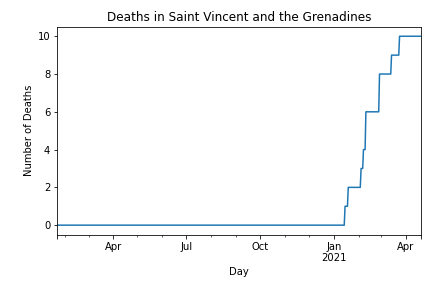 Deaths in Saint Vincent and the Grenadines
10
8
6
4
2
0
Number of Deaths
Apr Jul Oct Jan Apr
2021
Day